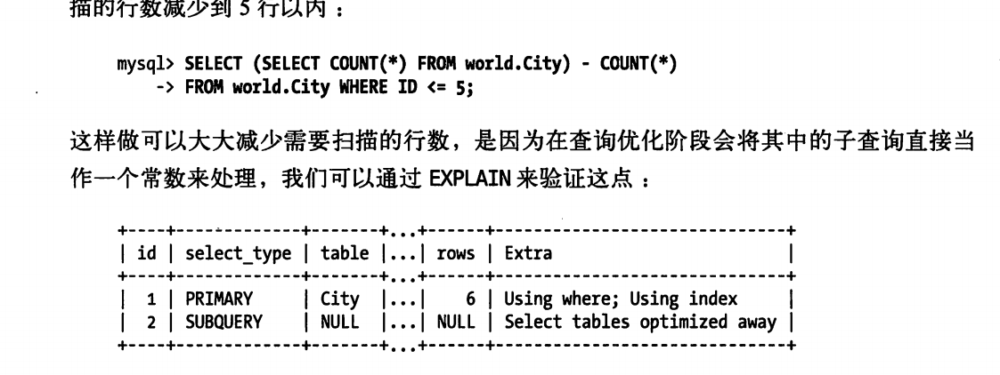 描的行数减少到 5 行以内：
mysql> SELECT (SELECT COUNT(*) FROM world.City) - COUNT(*)
    -> FROM world.City WHERE ID <= 5;
这样做可以大大减少需要扫描的行数，是因为在查询优化阶段会将其中的子查询直接当
作一个常数来处理，我们可以通过 EXPLAIN 来验证这点：
+----+-------------+-------+...+------+------------------------------+
| id | select_type | table |...| rows | Extra                        |
+----+-------------+-------+...+------+------------------------------+
|  1 | PRIMARY     | City  |...|    6 | Using where; Using index     |
|  2 | SUBQUERY    | NULL  |...| NULL | Select tables optimized away |
+----+-------------+-------+...+------+------------------------------+